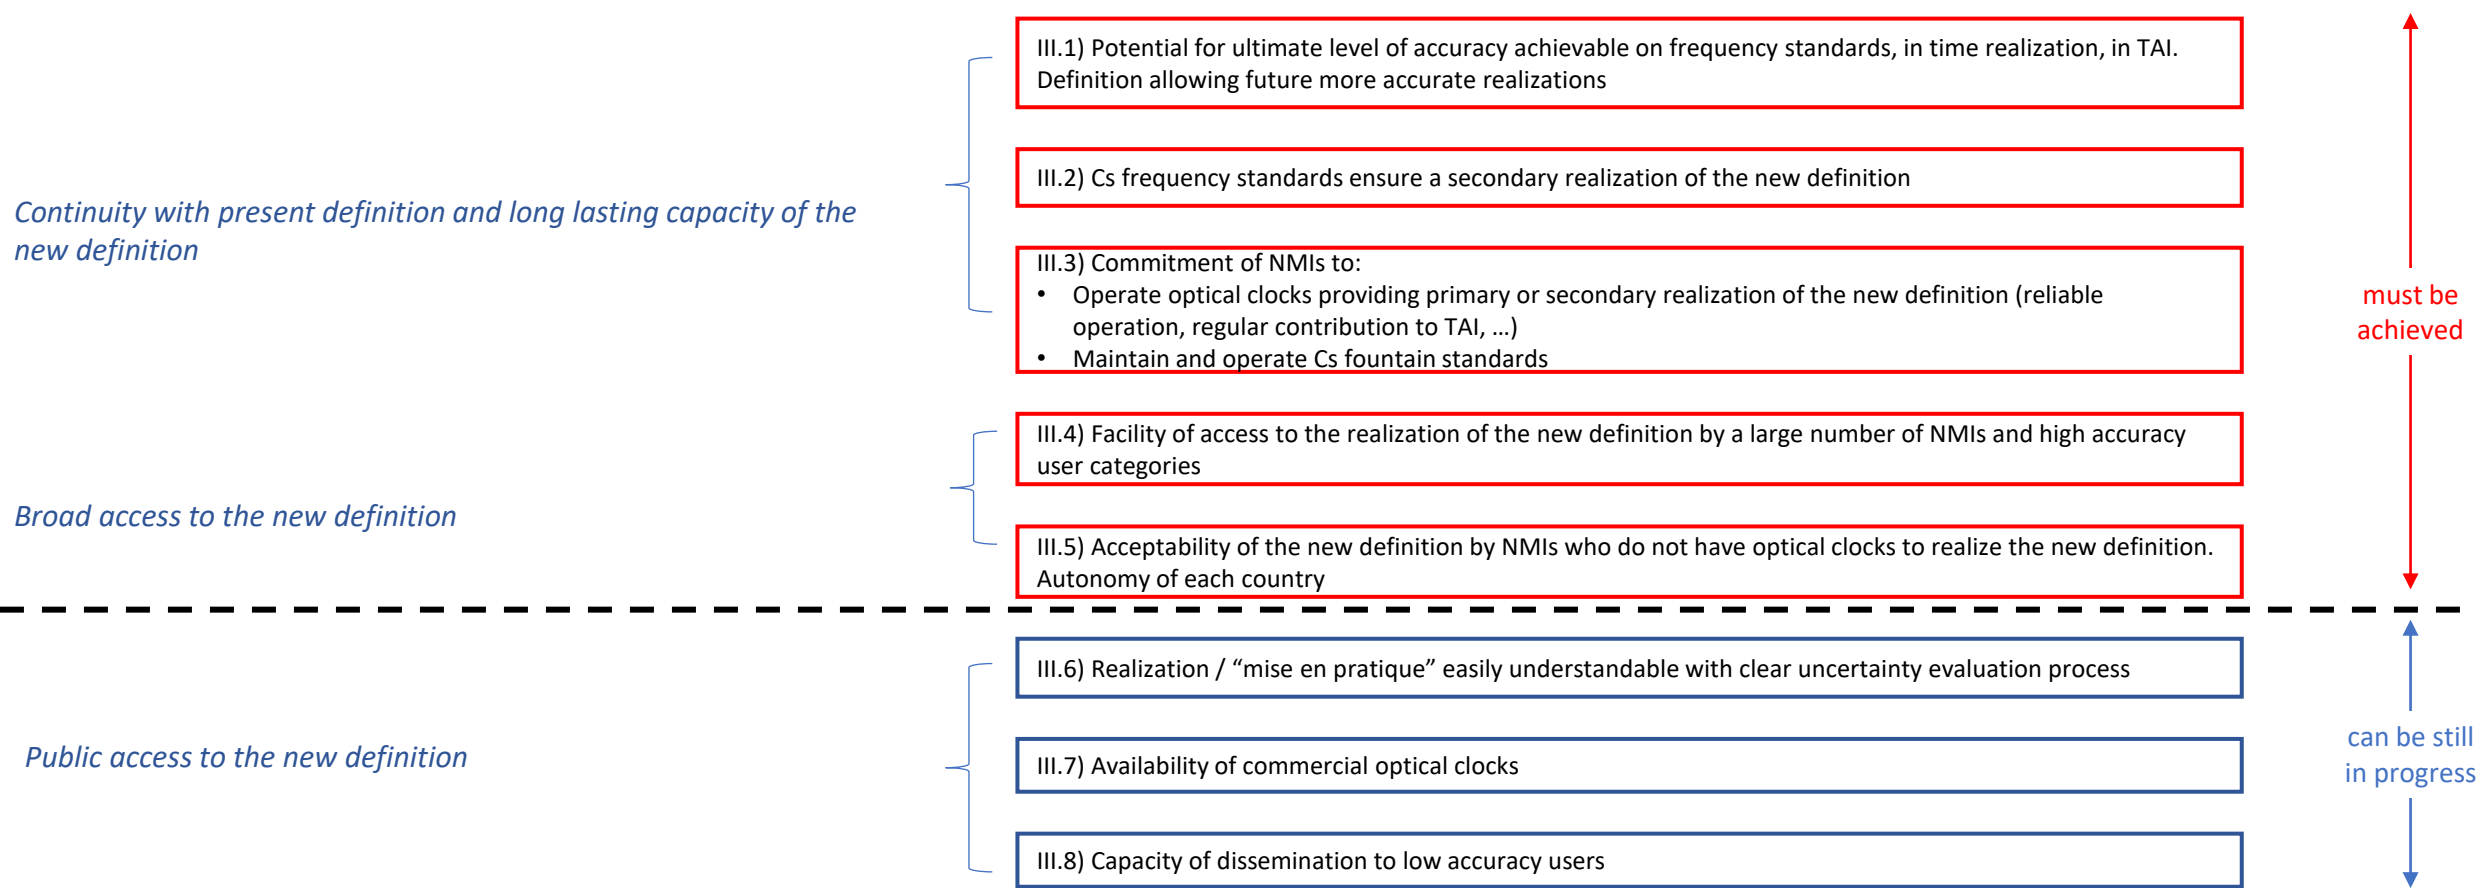 III.1) Potential for ultimate level of accuracy achievable on frequency standards, in time realization, in TAI.
Definition allowing future more accurate realizations
III.2) Cs frequency standards ensure a secondary realization of the new definition
Continuity with present definition and long lasting capacity of the
new definition
III.3) Commitment of NMIs to:
• Operate optical clocks providing primary or secondary realization of the new definition (reliable
operation, regular contribution to TAI, …)
• Maintain and operate Cs fountain standards
must be
achieved
III.4) Facility of access to the realization of the new definition by a large number of NMIs and high accuracy
user categories
Broad access to the new definition
III.5) Acceptability of the new definition by NMIs who do not have optical clocks to realize the new definition.
Autonomy of each country
III.6) Realization / “mise en pratique” easily understandable with clear uncertainty evaluation process
Public access to the new definition
III.7) Availability of commercial optical clocks
can be still
in progress
III.8) Capacity of dissemination to low accuracy users